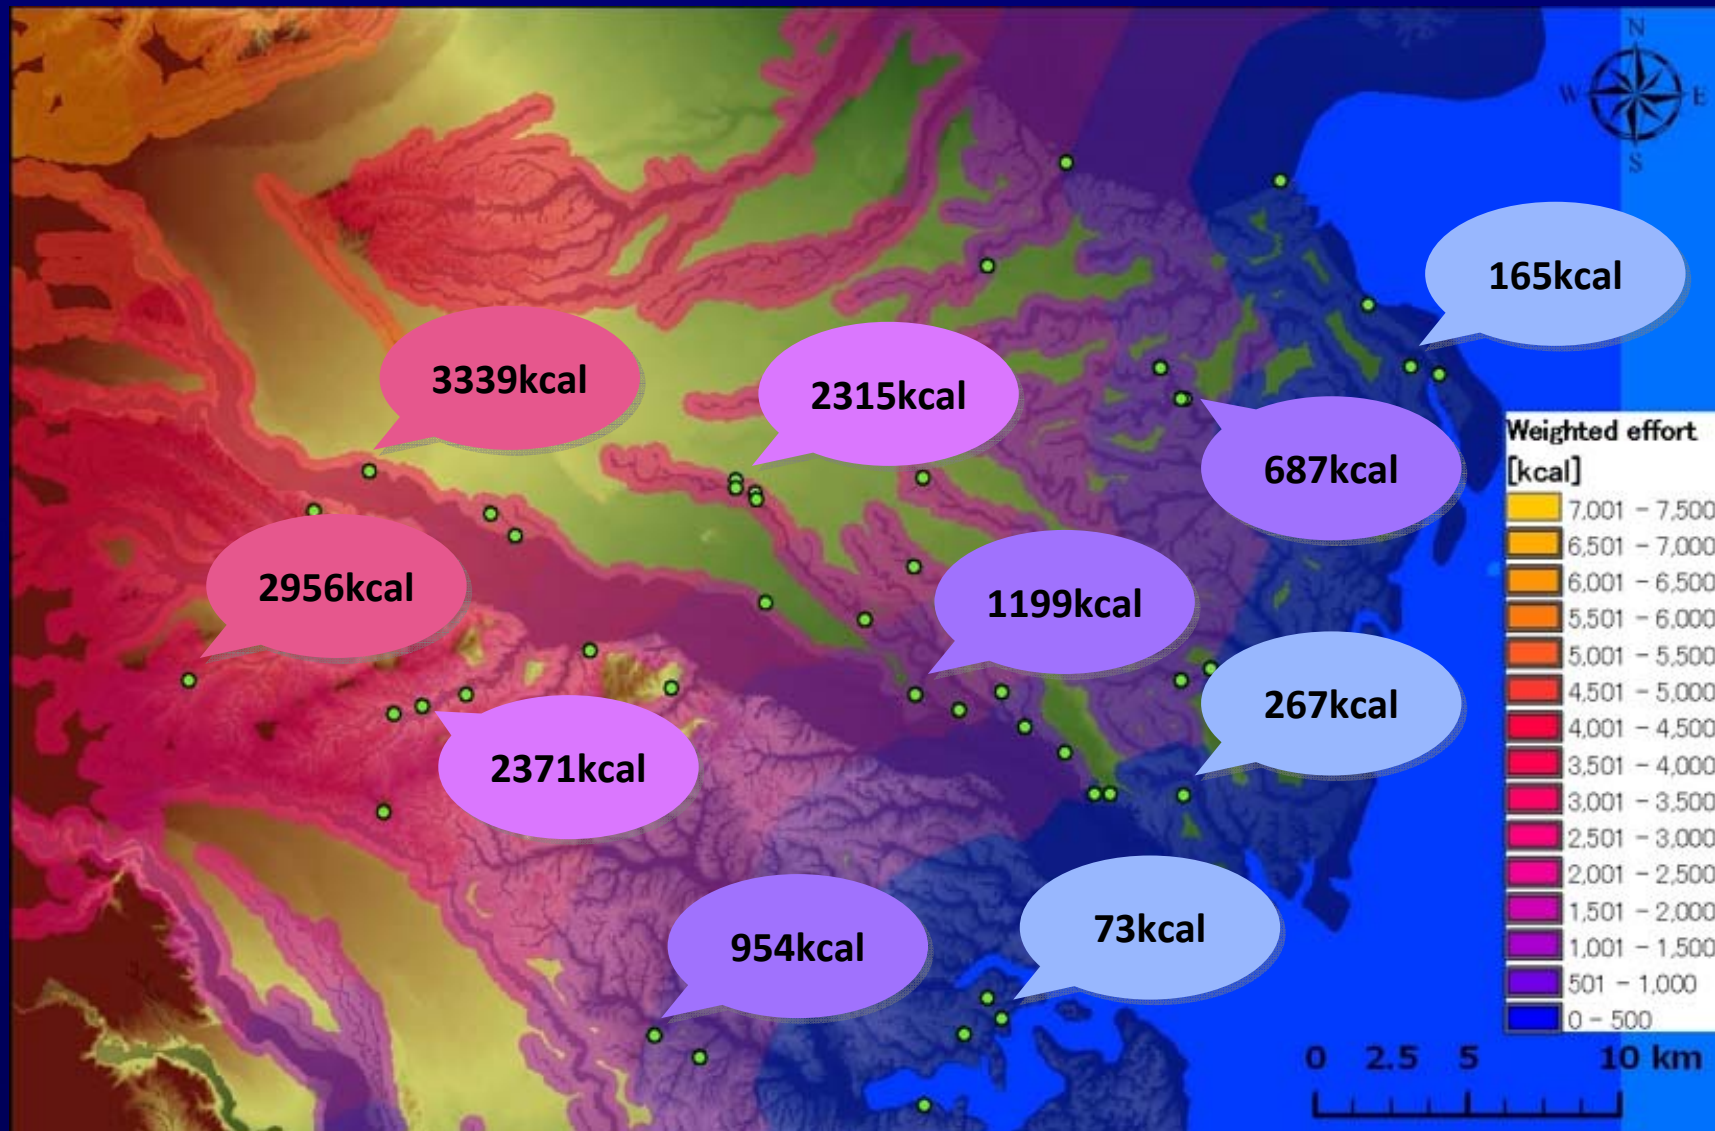 N
W E
S
165kcal
3339kcal
2315kcal
687kcal
2956kcal
1199kcal
267kcal
2371kcal
954kcal
73kcal
Weighted effort
[kcal]
7,001 - 7,500
6,501 - 7,000
6,001 - 6,500
5,501 - 6,000
5,001 - 5,500
4,501 - 5,000
4,001 - 4,500
3,501 - 4,000
3,001 - 3,500
2,501 - 3,000
2,001 - 2,500
1,501 - 2,000
1,001 - 1,500
501 - 1,000
0 - 500
0 2.5 5 10 km